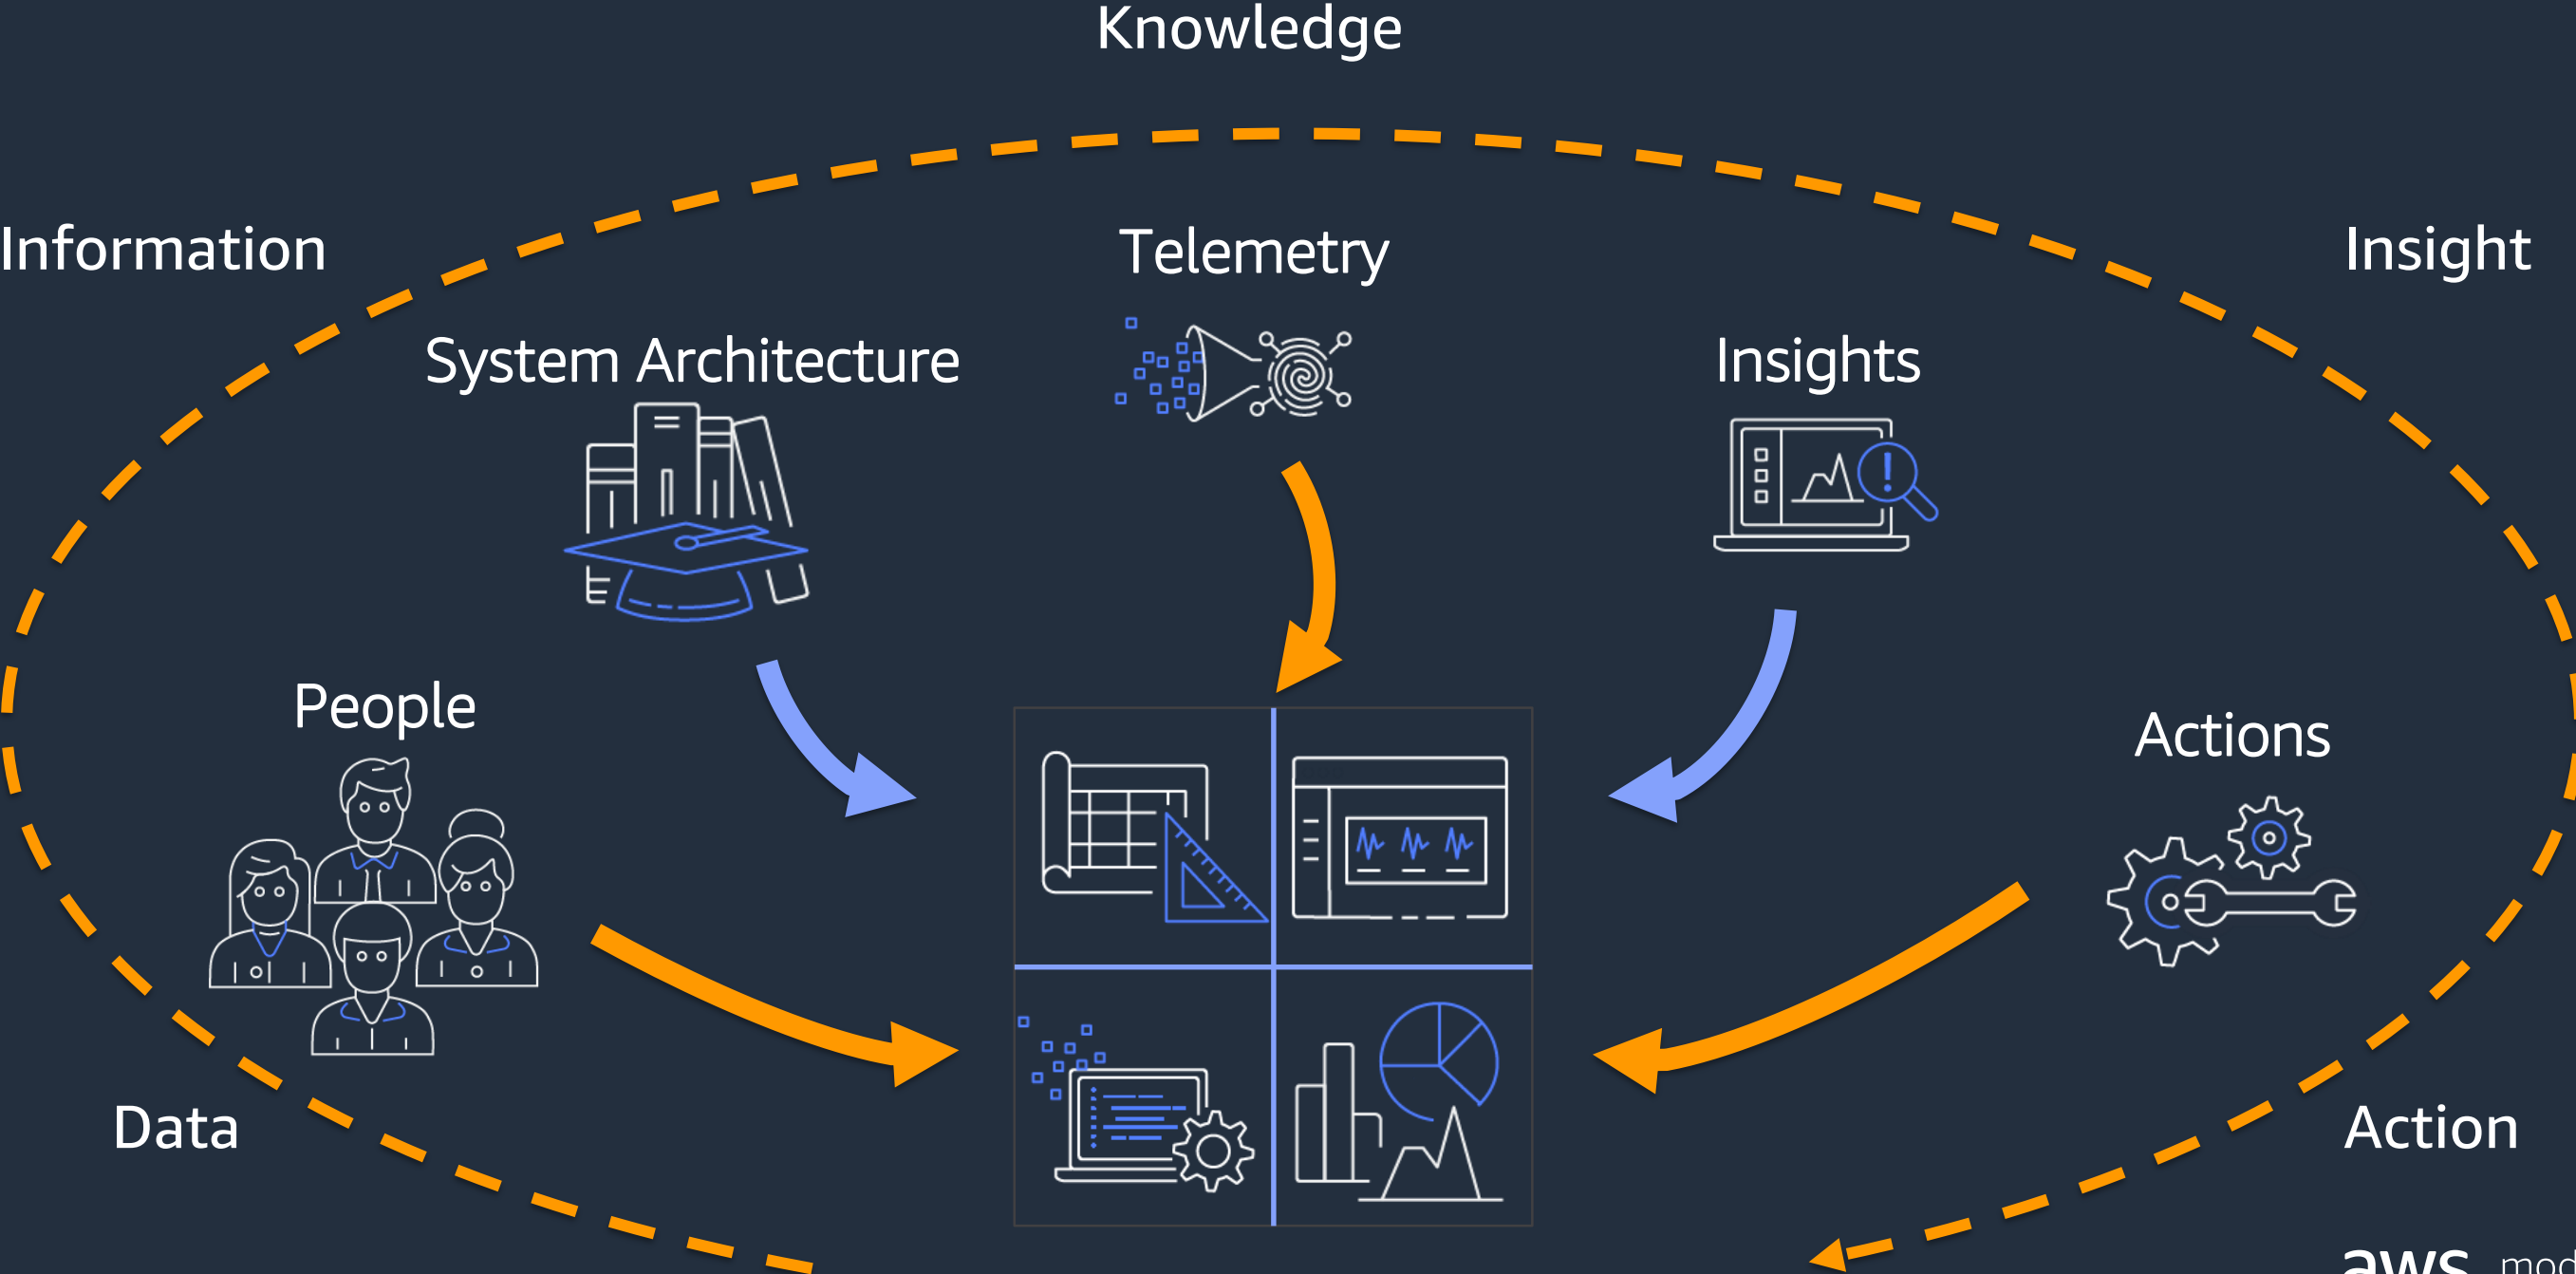 Knowledge
Information
Telemetry
Insight
System Architecture
Insights
People
Actions
Data
Action
aws